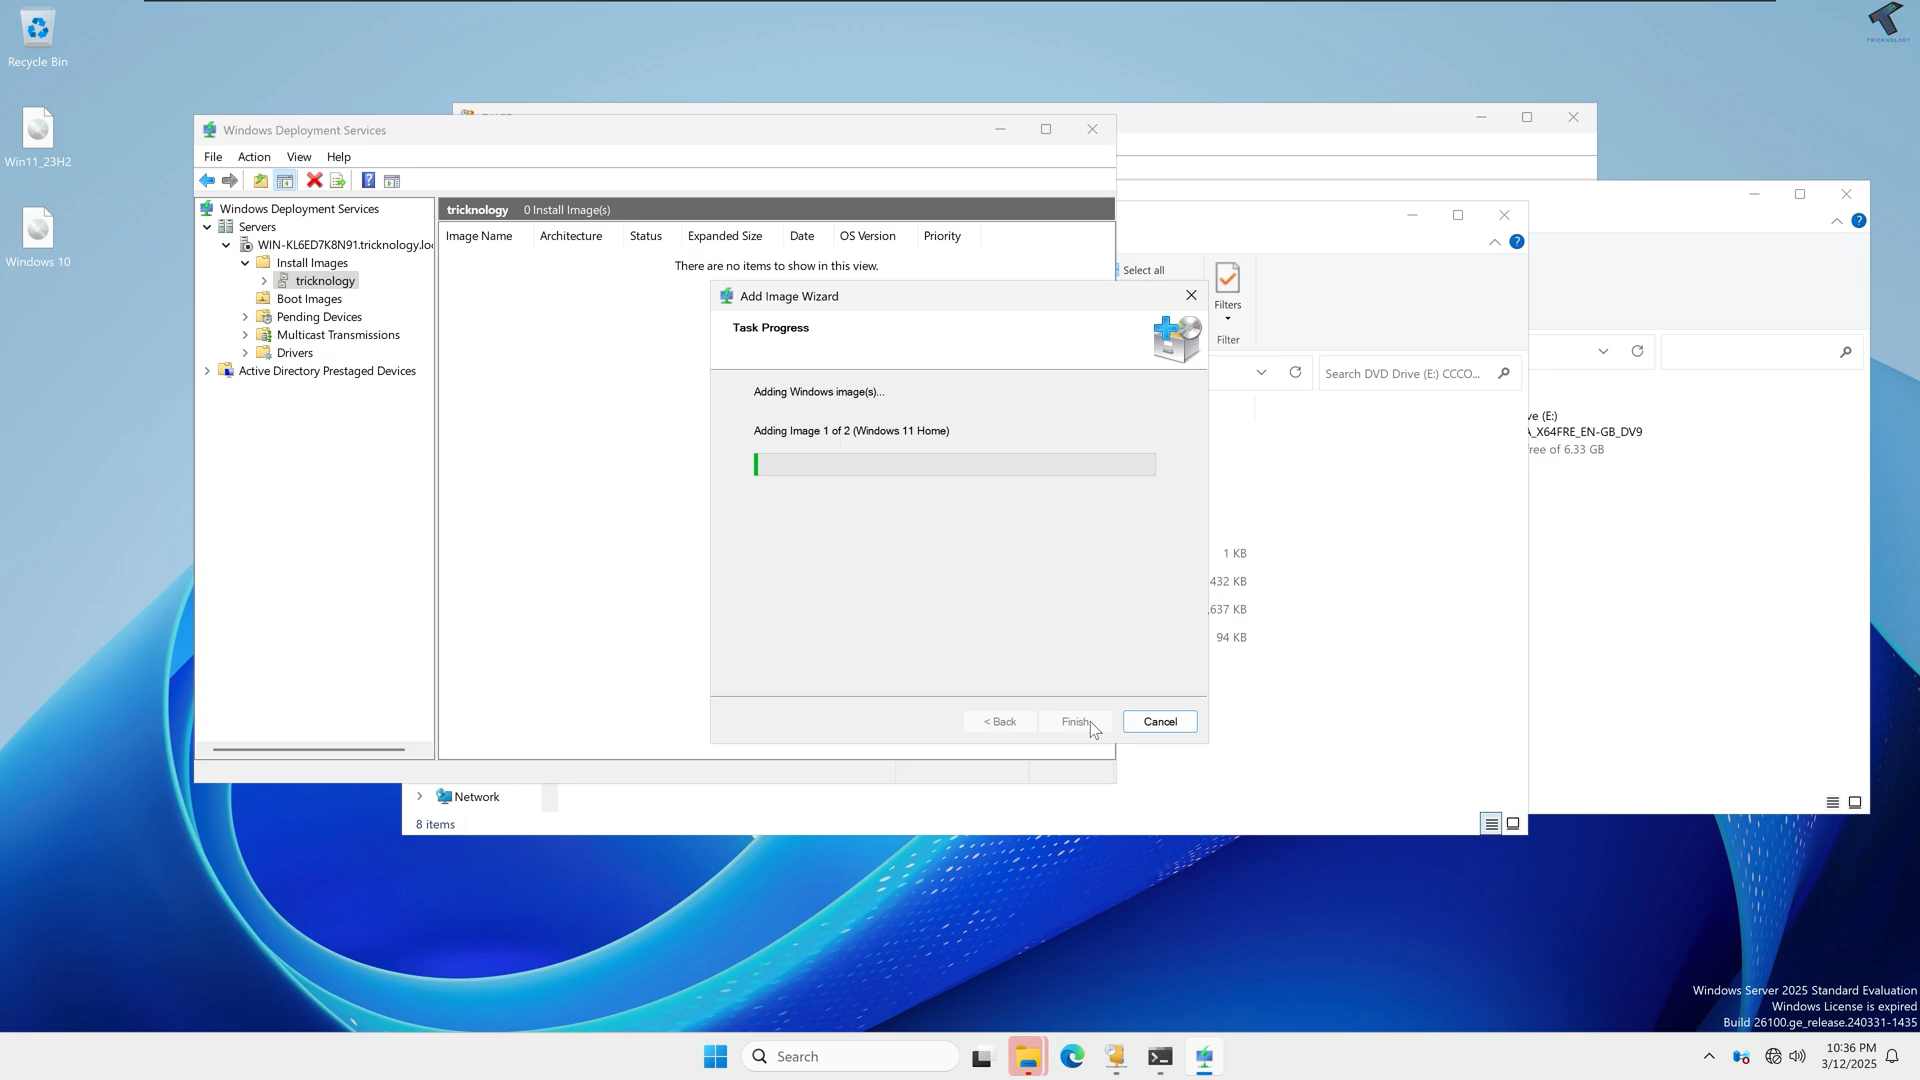 Recycle Bin
Win11_23H2
Windows 10
TRICKNOLOGY
Windows Deployment Services
File Action View Help
Windows Deployment Services
Servers
WIN-KL6ED7K8N91.tricknology.loc
Install Images
tricknology
Boot Images
Pending Devices
Multicast Transmissions
Drivers
Active Directory Prestaged Devices
tricknology 0 Install Image(s)
Image Name Architecture Status Expanded Size Date OS Version Priority
There are no items to show in this view.
Add Image Wizard
Task Progress
Adding Windows image(s)...
Adding Image 1 of 2 (Windows 11 Home)
< Back Finish Cancel
Select all
Filters
Filter
Search DVD Drive (E:) CCCO...
1 KB
432 KB
,637 KB
94 KB
ve (E:)
A_X64FRE_EN-GB_DV9
ree of 6.33 GB
Network
8 items
Windows Server 2025 Standard Evaluation
Windows License is expired
Build 26100.ge_release.240331-1435
Search
10:36 PM
3/12/2025